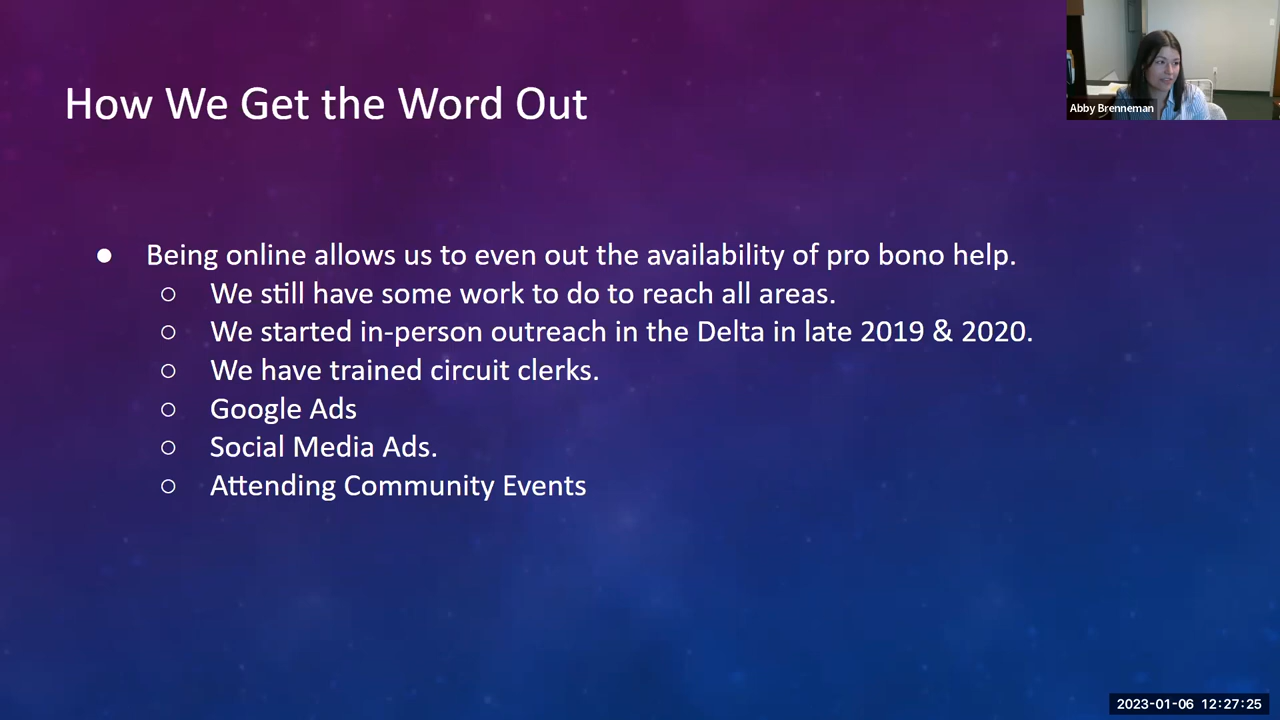 How We Get the Word Out
Abby Brenneman
● Being online allows us to even out the availability of pro bono help.
○ We still have some work to do to reach all areas.
○ We started in-person outreach in the Delta in late 2019 & 2020.
○ We have trained circuit clerks.
○ Google Ads
○ Social Media Ads.
○ Attending Community Events
2023-01-06 12:27:25